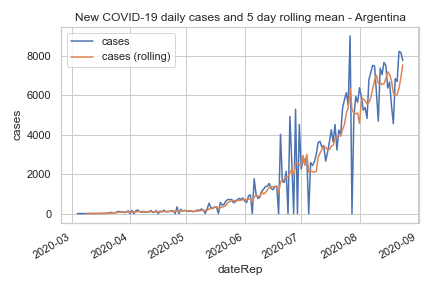 New COVID-19 daily cases and 5 day rolling mean - Argentina
cases
cases (rolling)
8000
6000
4000
2000
0
cases
2020-03
2020-04
2020-05
2020-06
2020-07
2020-08
2020-09
dateRep